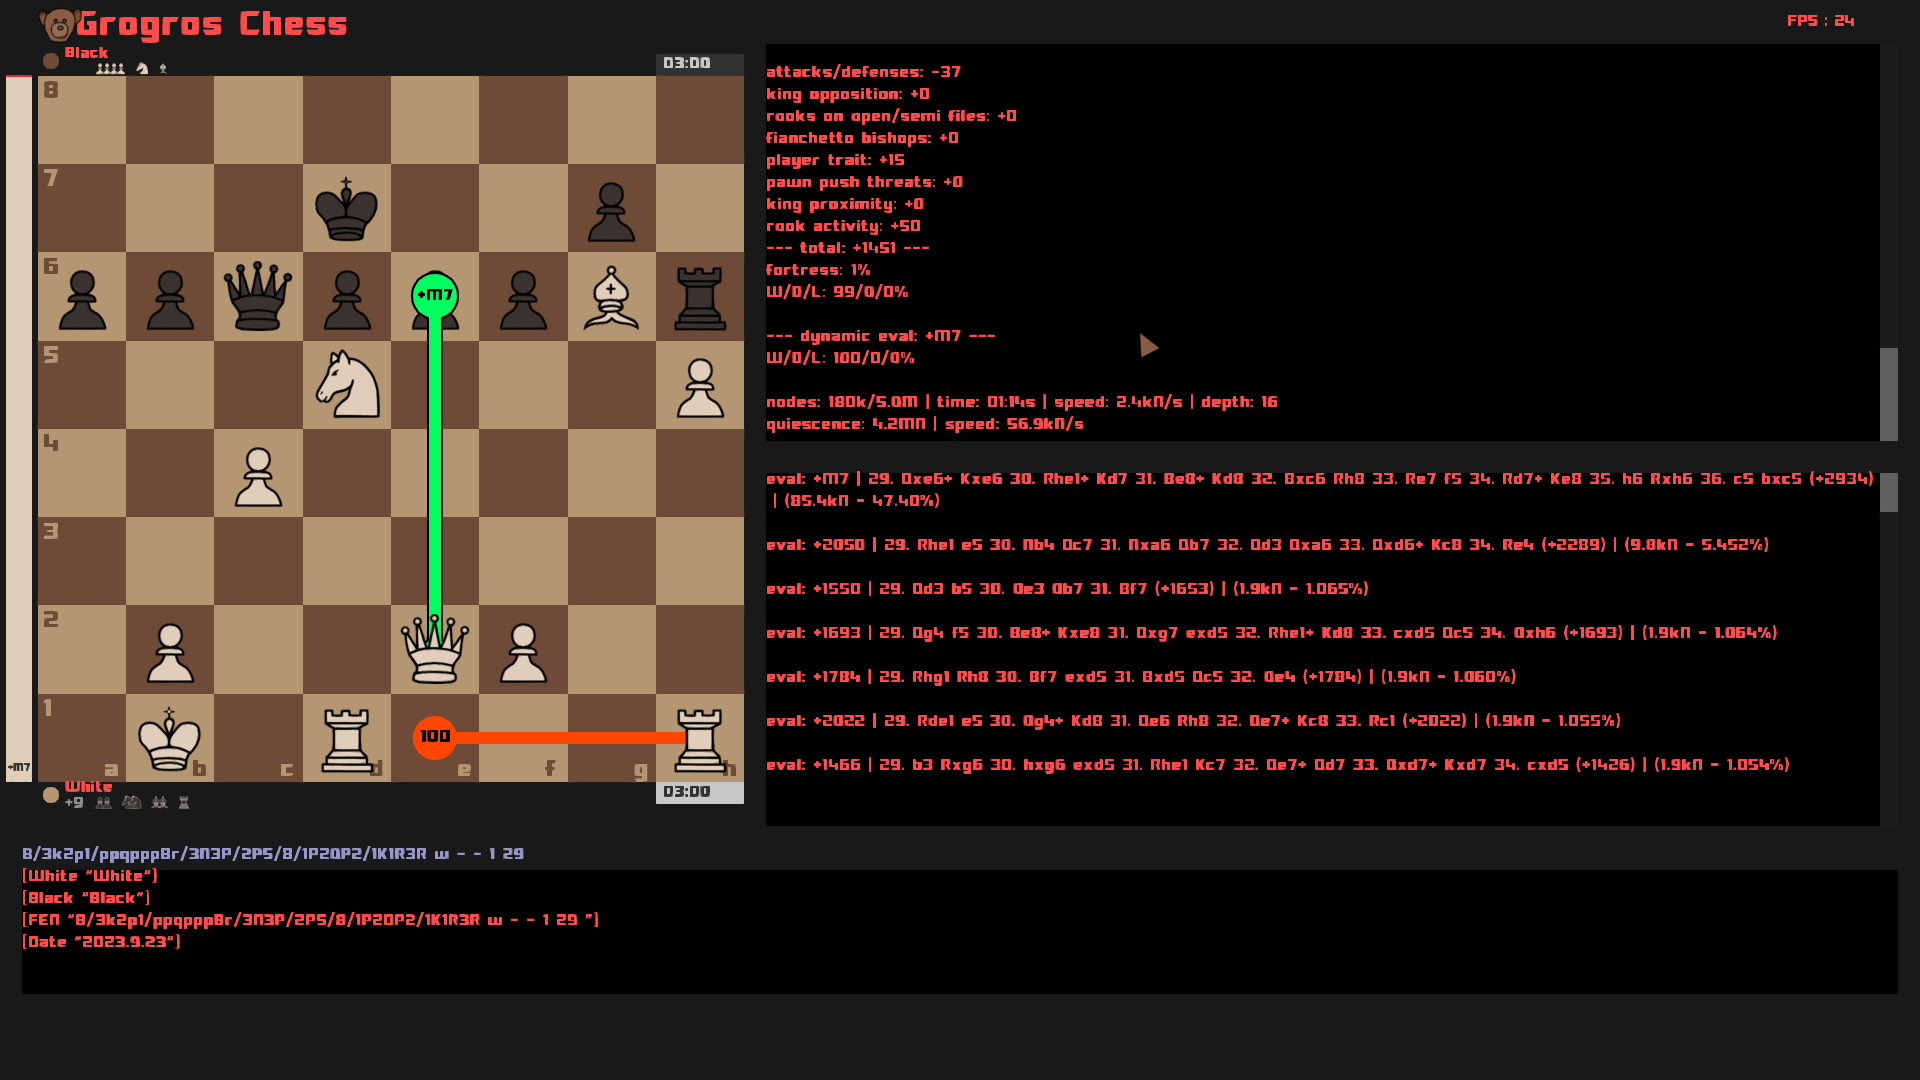 Grogros Chess
FPS : 24
Black
03:00
8
7
6
5
4
3
2
1
a b c d e f g h
+M7
100
+M7
White
+9
03:00
attacks/defenses: -37
king opposition: +0
rooks on open/semi files: +0
fianchetto bishops: +0
player trait: +15
pawn push threats: +0
king proximity: +0
rook activity: +50
--- total: +1451 ---
fortress: 1%
W/D/L: 99/0/0%
--- dynamic eval: +M7 ---
W/D/L: 100/0/0%
nodes: 180k/5.0M | time: 01:14s | speed: 2.4kN/s | depth: 16
quiescence: 4.2MN | speed: 56.9kN/s
eval: +M7 | 29. Qxe6+ Kxe6 30. Rhe1+ Kd7 31. Be8+ Kd8 32. Bxc6 Rh8 33. Re7 f5 34. Rd7+ Ke8 35. h6 Rxh6 36. c5 bxc5 (+2934)
| (85.4kN - 47.40%)
eval: +2050 | 29. Rhe1 e5 30. Nb4 Qc7 31. Nxa6 Qb7 32. Qd3 Qxa6 33. Qxd6+ Kc8 34. Re4 (+2289) | (9.8kN - 5.452%)
eval: +1550 | 29. Qd3 b5 30. Qe3 Qb7 31. Bf7 (+1653) | (1.9kN - 1.065%)
eval: +1693 | 29. Qg4 f5 30. Be8+ Kxe8 31. Qxg7 exd5 32. Rhe1+ Kd8 33. cxd5 Qc5 34. Qxh6 (+1693) | (1.9kN - 1.064%)
eval: +1784 | 29. Rhg1 Rh8 30. Bf7 exd5 31. Bxd5 Qc5 32. Qe4 (+1784) | (1.9kN - 1.060%)
eval: +2022 | 29. Rde1 e5 30. Qg4+ Kd8 31. Qe6 Rh8 32. Qe7+ Kc8 33. Rc1 (+2022) | (1.9kN - 1.055%)
eval: +1466 | 29. b3 Rxg6 30. hxg6 exd5 31. Rhe1 Kc7 32. Qe7+ Qd7 33. Qxd7+ Kxd7 34. cxd5 (+1426) | (1.9kN - 1.054%)
8/3k2p1/ppqpppBr/3N3P/2P5/8/1P2QP2/1K1R3R w - - 1 29
[White "White"]
[Black "Black"]
[FEN "8/3k2p1/ppqpppBr/3N3P/2P5/8/1P2QP2/1K1R3R w - - 1 29 "]
[Date "2023.9.23"]